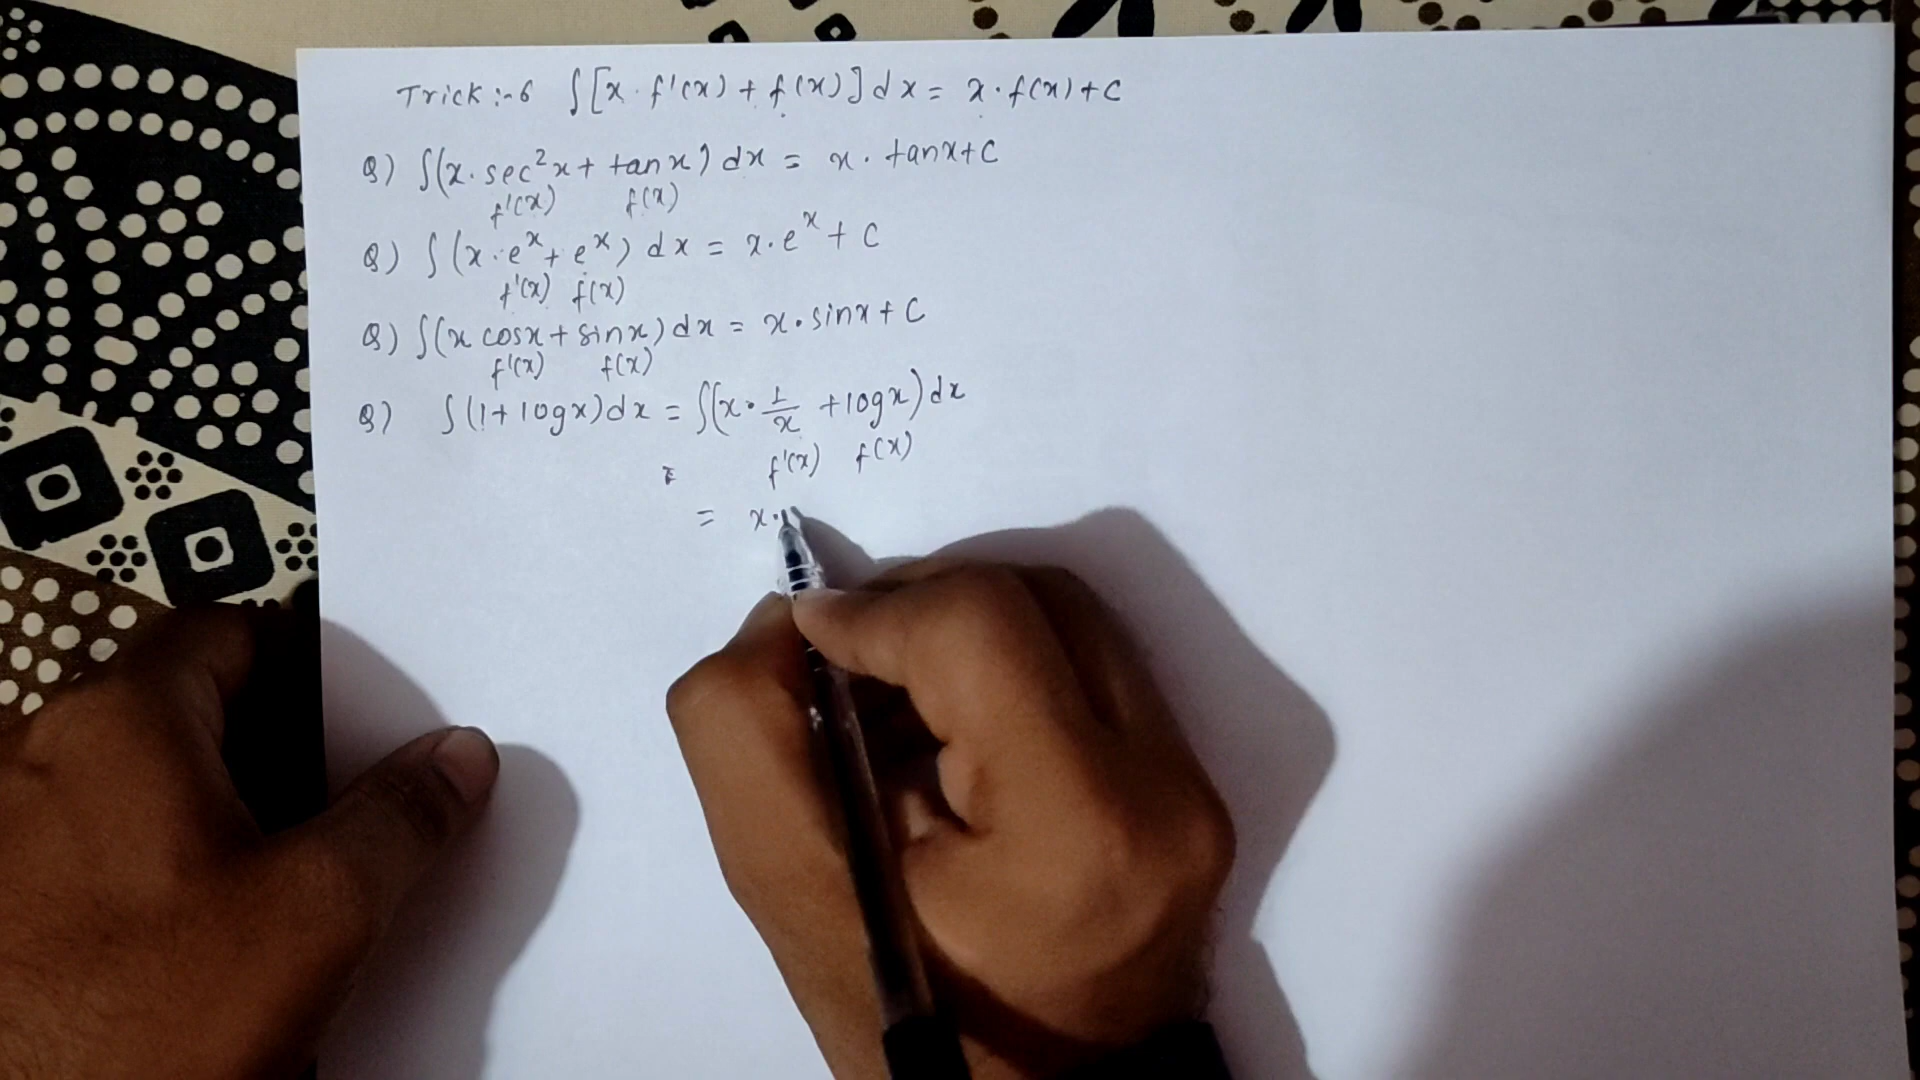 Trick :- 6 ∫[x · f'(x) + f(x)] dx = x · f(x) + c
Q) ∫(x · sec²x + tan x) dx = x · tanx + c
f'(x) f(x)
Q) ∫(x · eˣ + eˣ) dx = x · eˣ + c
f'(x) f(x)
Q) ∫(x cosx + sinx) dx = x · sinx + c
f'(x) f(x)
Q) ∫(1 + logx) dx = ∫(x · 1/x + logx) dx
f'(x) f(x)
= x ·